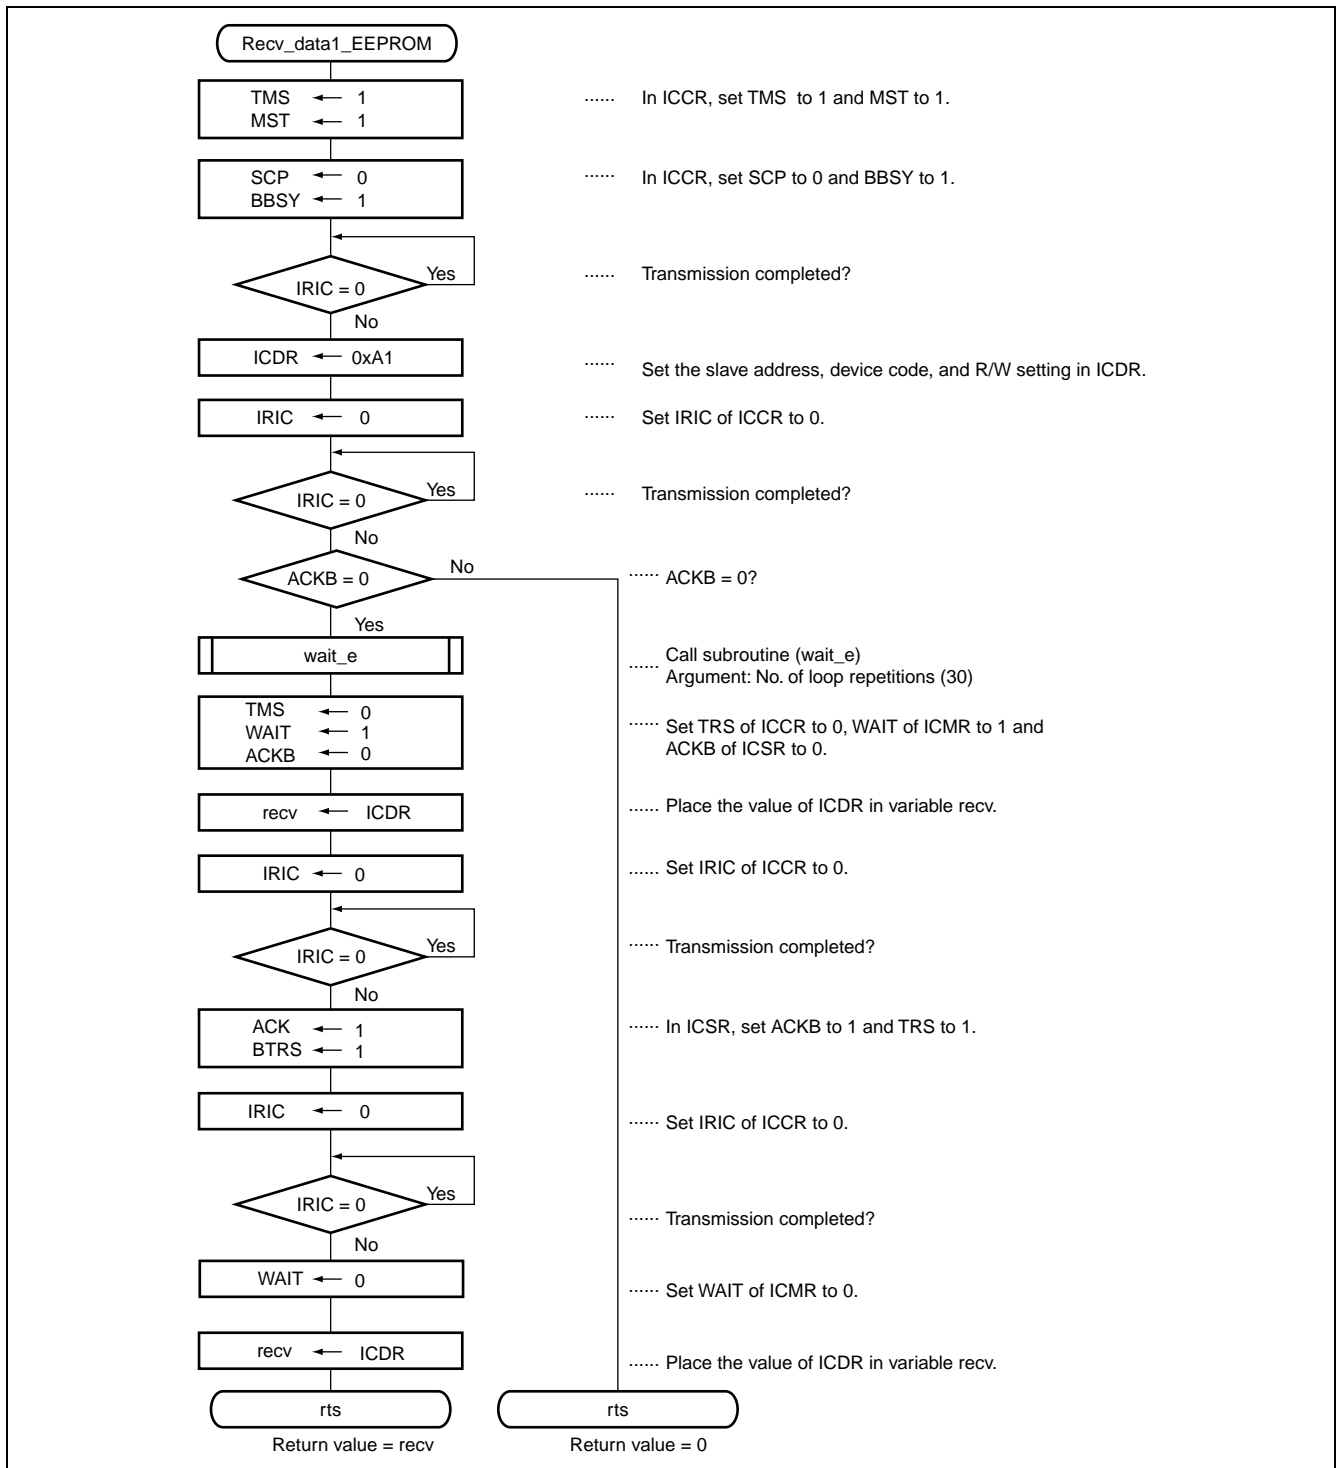 Recv_data1_EEPROM
TMS ← 1 ...... In ICCR, set TMS to 1 and MST to 1.
MST ← 1
SCP ← 0 ...... In ICCR, set SCP to 0 and BBSY to 1.
BBSY ← 1
IRIC = 0 Yes ...... Transmission completed?
No
ICDR ← 0xA1 ...... Set the slave address, device code, and R/W setting in ICDR.
IRIC ← 0 ...... Set IRIC of ICCR to 0.
IRIC = 0 Yes ...... Transmission completed?
No
ACKB = 0 No ...... ACKB = 0?
Yes
wait_e ...... Call subroutine (wait_e)
Argument: No. of loop repetitions (30)
TMS ← 0 ...... Set TRS of ICCR to 0, WAIT of ICMR to 1 and
WAIT ← 1 ACKB of ICSR to 0.
ACKB ← 0
recv ← ICDR ...... Place the value of ICDR in variable recv.
IRIC ← 0 ...... Set IRIC of ICCR to 0.
IRIC = 0 Yes ...... Transmission completed?
No
ACK ← 1 ...... In ICSR, set ACKB to 1 and TRS to 1.
BTRS ← 1
IRIC ← 0 ...... Set IRIC of ICCR to 0.
IRIC = 0 Yes ...... Transmission completed?
No
WAIT ← 0 ...... Set WAIT of ICMR to 0.
recv ← ICDR ...... Place the value of ICDR in variable recv.
rts rts
Return value = recv Return value = 0